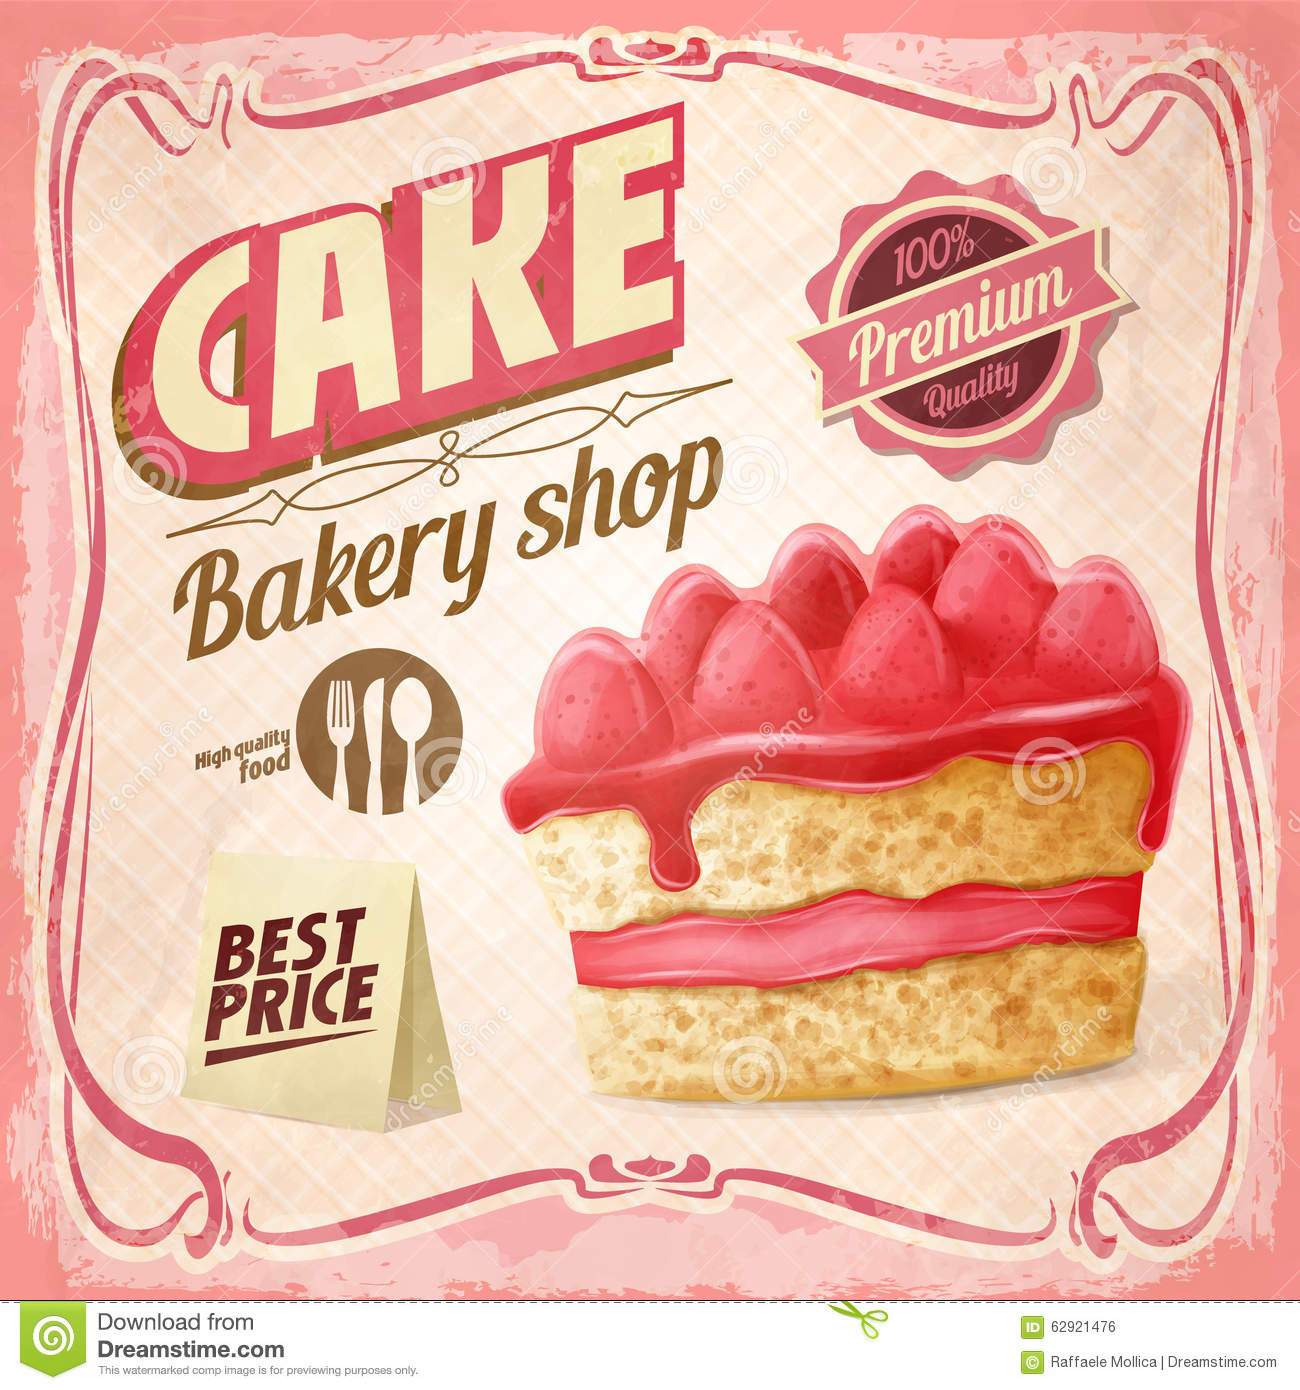 CAKE
Bakery shop
100%
Premium
Quality
High quality
food
BEST
PRICE
Download from
Dreamstime.com
This watermarked comp image is for previewing purposes only.
ID 62921476
© Raffaele Mollica | Dreamstime.com
dreamstime